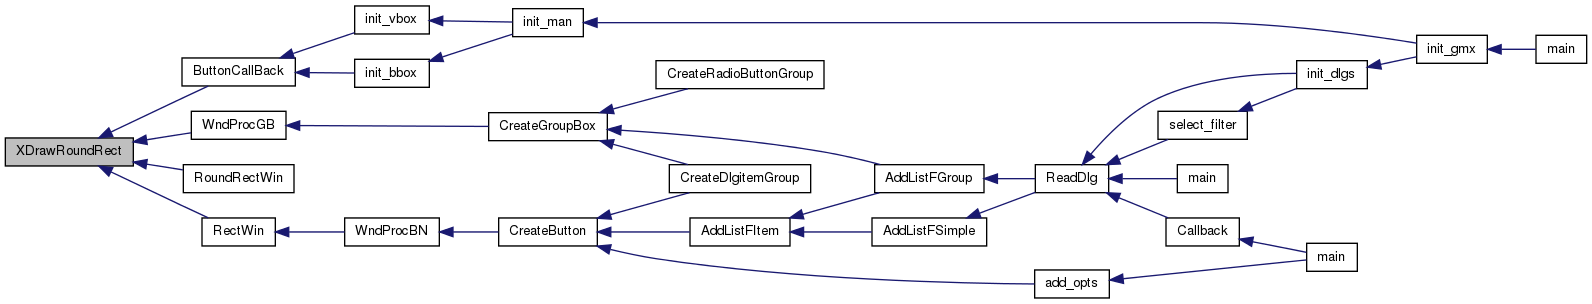 XDrawRoundRect
ButtonCallBack
WndProcGB
RoundRectWin
RectWin
init_vbox
init_bbox
WndProcBN
init_man
CreateGroupBox
CreateButton
CreateRadioButtonGroup
CreateDlgitemGroup
AddListFItem
AddListFGroup
AddListFSimple
ReadDlg
add_opts
select_filter
main
Callback
init_dlgs
main
init_gmx
main